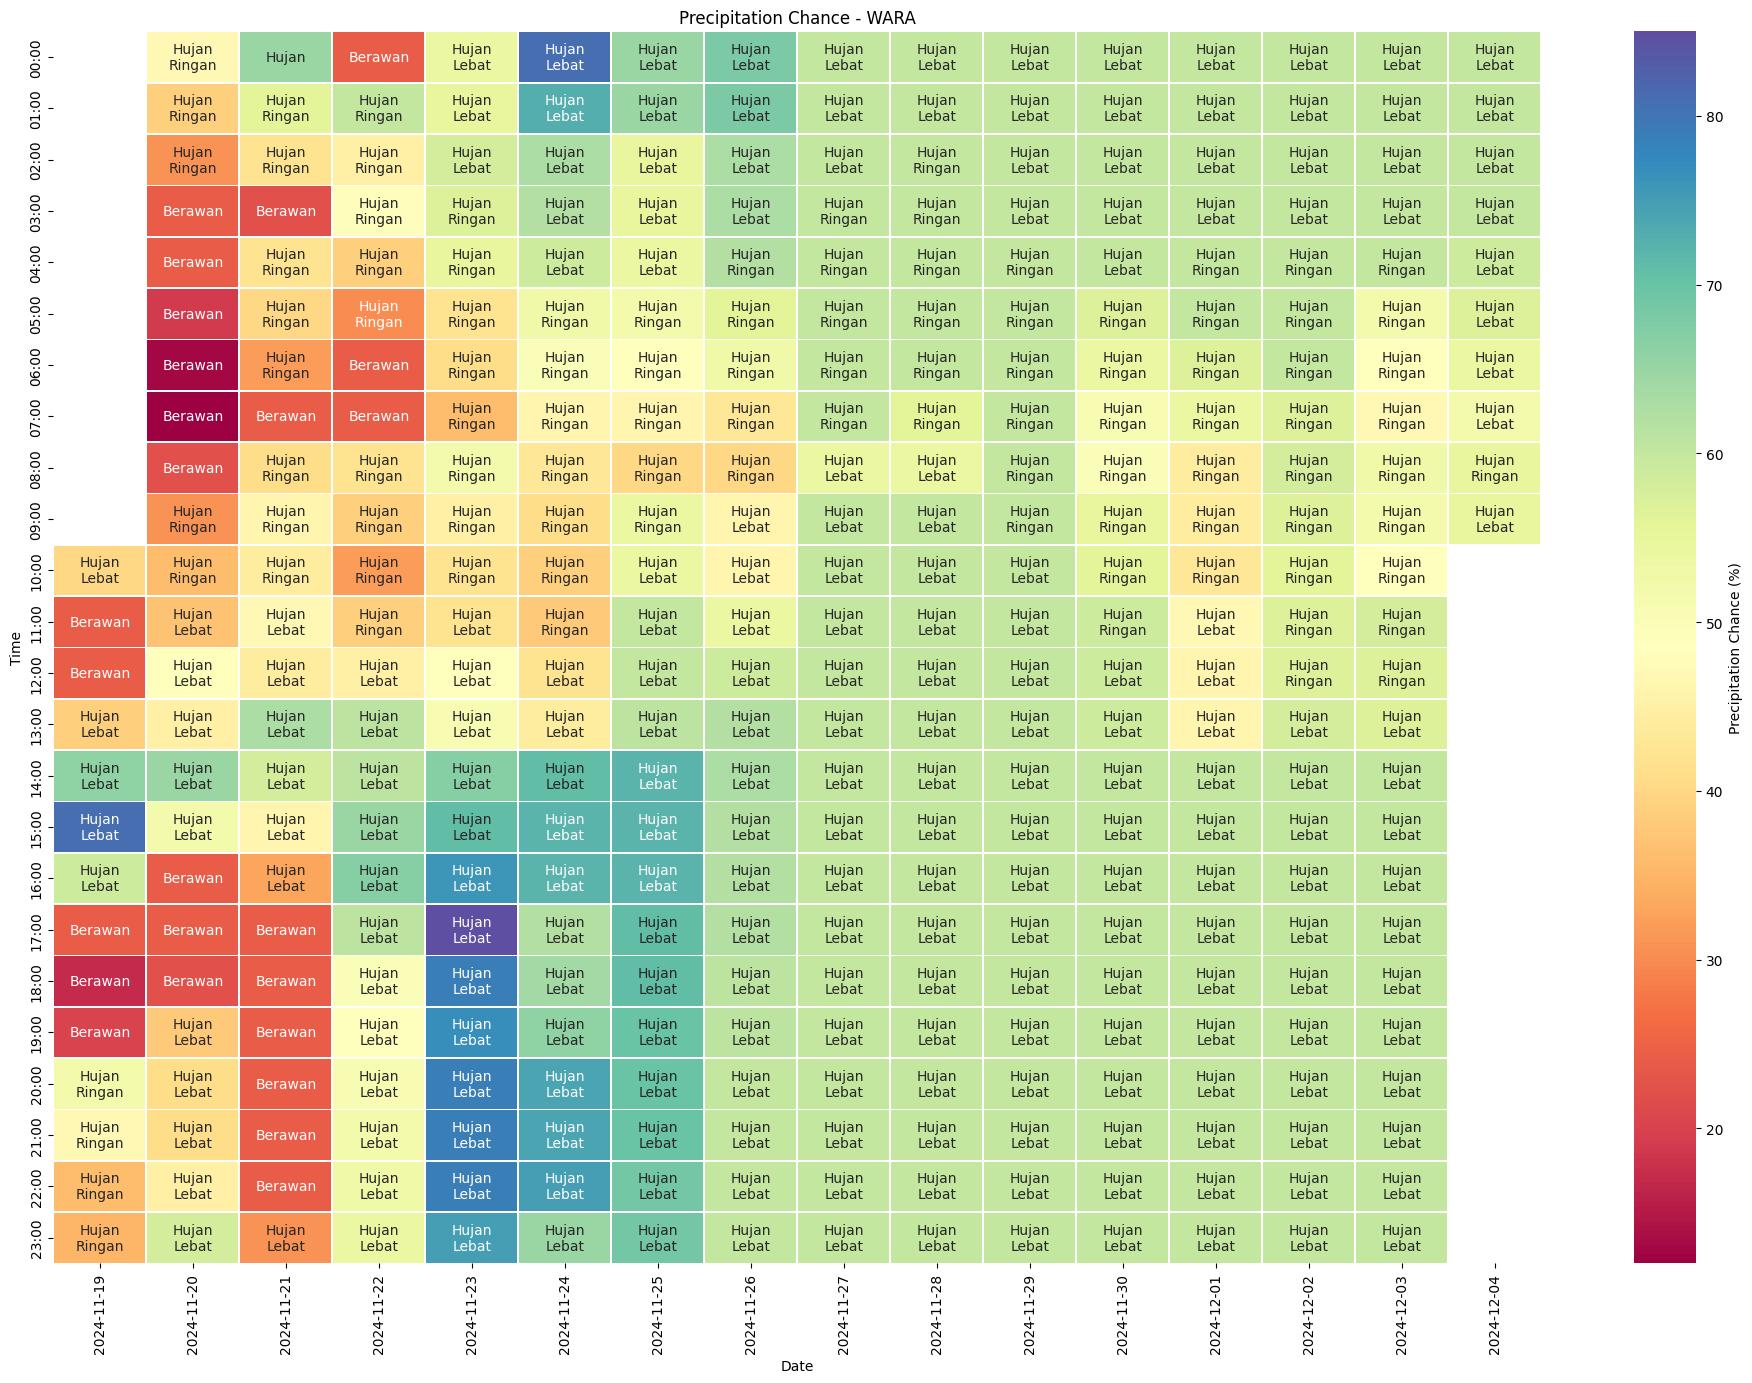 Precipitation Chance - WARA
00:00 Hujan Ringan Hujan Berawan Hujan Lebat Hujan Lebat Hujan Lebat Hujan Lebat Hujan Lebat Hujan Lebat Hujan Lebat Hujan Lebat Hujan Lebat Hujan Lebat Hujan Lebat Hujan Lebat
01:00 Hujan Ringan Hujan Ringan Hujan Ringan Hujan Lebat Hujan Lebat Hujan Lebat Hujan Lebat Hujan Lebat Hujan Lebat Hujan Lebat Hujan Lebat Hujan Lebat Hujan Lebat Hujan Lebat Hujan Lebat
02:00 Hujan Ringan Hujan Ringan Hujan Ringan Hujan Lebat Hujan Lebat Hujan Lebat Hujan Lebat Hujan Lebat Hujan Ringan Hujan Lebat Hujan Lebat Hujan Lebat Hujan Lebat Hujan Lebat Hujan Lebat
03:00 Berawan Berawan Hujan Ringan Hujan Ringan Hujan Lebat Hujan Lebat Hujan Lebat Hujan Ringan Hujan Ringan Hujan Lebat Hujan Lebat Hujan Lebat Hujan Lebat Hujan Lebat Hujan Lebat
04:00 Berawan Hujan Ringan Hujan Ringan Hujan Ringan Hujan Lebat Hujan Lebat Hujan Ringan Hujan Ringan Hujan Ringan Hujan Ringan Hujan Lebat Hujan Ringan Hujan Ringan Hujan Ringan Hujan Lebat
05:00 Berawan Hujan Ringan Hujan Ringan Hujan Ringan Hujan Ringan Hujan Ringan Hujan Ringan Hujan Ringan Hujan Ringan Hujan Ringan Hujan Ringan Hujan Ringan Hujan Ringan Hujan Ringan Hujan Lebat
06:00 Berawan Hujan Ringan Berawan Hujan Ringan Hujan Ringan Hujan Ringan Hujan Ringan Hujan Ringan Hujan Ringan Hujan Ringan Hujan Ringan Hujan Ringan Hujan Ringan Hujan Ringan Hujan Lebat
07:00 Berawan Berawan Berawan Hujan Ringan Hujan Ringan Hujan Ringan Hujan Ringan Hujan Ringan Hujan Ringan Hujan Ringan Hujan Ringan Hujan Ringan Hujan Ringan Hujan Ringan Hujan Lebat
08:00 Berawan Hujan Ringan Hujan Ringan Hujan Ringan Hujan Ringan Hujan Ringan Hujan Ringan Hujan Lebat Hujan Lebat Hujan Ringan Hujan Ringan Hujan Ringan Hujan Ringan Hujan Ringan Hujan Ringan
09:00 Hujan Ringan Hujan Ringan Hujan Ringan Hujan Ringan Hujan Ringan Hujan Ringan Hujan Lebat Hujan Lebat Hujan Lebat Hujan Ringan Hujan Ringan Hujan Ringan Hujan Ringan Hujan Ringan Hujan Lebat
10:00 Hujan Lebat Hujan Ringan Hujan Ringan Hujan Ringan Hujan Ringan Hujan Ringan Hujan Lebat Hujan Lebat Hujan Lebat Hujan Lebat Hujan Lebat Hujan Ringan Hujan Ringan Hujan Ringan Hujan Ringan
11:00 Berawan Hujan Lebat Hujan Lebat Hujan Ringan Hujan Lebat Hujan Ringan Hujan Lebat Hujan Lebat Hujan Lebat Hujan Lebat Hujan Lebat Hujan Ringan Hujan Lebat Hujan Ringan Hujan Ringan
12:00 Berawan Hujan Lebat Hujan Lebat Hujan Lebat Hujan Lebat Hujan Lebat Hujan Lebat Hujan Lebat Hujan Lebat Hujan Lebat Hujan Lebat Hujan Lebat Hujan Lebat Hujan Ringan Hujan Ringan
13:00 Hujan Lebat Hujan Lebat Hujan Lebat Hujan Lebat Hujan Lebat Hujan Lebat Hujan Lebat Hujan Lebat Hujan Lebat Hujan Lebat Hujan Lebat Hujan Lebat Hujan Lebat Hujan Lebat Hujan Lebat
14:00 Hujan Lebat Hujan Lebat Hujan Lebat Hujan Lebat Hujan Lebat Hujan Lebat Hujan Lebat Hujan Lebat Hujan Lebat Hujan Lebat Hujan Lebat Hujan Lebat Hujan Lebat Hujan Lebat Hujan Lebat
15:00 Hujan Lebat Hujan Lebat Hujan Lebat Hujan Lebat Hujan Lebat Hujan Lebat Hujan Lebat Hujan Lebat Hujan Lebat Hujan Lebat Hujan Lebat Hujan Lebat Hujan Lebat Hujan Lebat Hujan Lebat
16:00 Hujan Lebat Berawan Hujan Lebat Hujan Lebat Hujan Lebat Hujan Lebat Hujan Lebat Hujan Lebat Hujan Lebat Hujan Lebat Hujan Lebat Hujan Lebat Hujan Lebat Hujan Lebat Hujan Lebat
17:00 Berawan Berawan Berawan Hujan Lebat Hujan Lebat Hujan Lebat Hujan Lebat Hujan Lebat Hujan Lebat Hujan Lebat Hujan Lebat Hujan Lebat Hujan Lebat Hujan Lebat Hujan Lebat
18:00 Berawan Berawan Berawan Hujan Lebat Hujan Lebat Hujan Lebat Hujan Lebat Hujan Lebat Hujan Lebat Hujan Lebat Hujan Lebat Hujan Lebat Hujan Lebat Hujan Lebat Hujan Lebat
19:00 Berawan Hujan Lebat Berawan Hujan Lebat Hujan Lebat Hujan Lebat Hujan Lebat Hujan Lebat Hujan Lebat Hujan Lebat Hujan Lebat Hujan Lebat Hujan Lebat Hujan Lebat Hujan Lebat
20:00 Hujan Ringan Hujan Lebat Berawan Hujan Lebat Hujan Lebat Hujan Lebat Hujan Lebat Hujan Lebat Hujan Lebat Hujan Lebat Hujan Lebat Hujan Lebat Hujan Lebat Hujan Lebat Hujan Lebat
21:00 Hujan Ringan Hujan Lebat Berawan Hujan Lebat Hujan Lebat Hujan Lebat Hujan Lebat Hujan Lebat Hujan Lebat Hujan Lebat Hujan Lebat Hujan Lebat Hujan Lebat Hujan Lebat Hujan Lebat
22:00 Hujan Ringan Hujan Lebat Berawan Hujan Lebat Hujan Lebat Hujan Lebat Hujan Lebat Hujan Lebat Hujan Lebat Hujan Lebat Hujan Lebat Hujan Lebat Hujan Lebat Hujan Lebat Hujan Lebat
23:00 Hujan Ringan Hujan Lebat Hujan Lebat Hujan Lebat Hujan Lebat Hujan Lebat Hujan Lebat Hujan Lebat Hujan Lebat Hujan Lebat Hujan Lebat Hujan Lebat Hujan Lebat Hujan Lebat Hujan Lebat
Time
2024-11-19 2024-11-20 2024-11-21 2024-11-22 2024-11-23 2024-11-24 2024-11-25 2024-11-26 2024-11-27 2024-11-28 2024-11-29 2024-11-30 2024-12-01 2024-12-02 2024-12-03 2024-12-04
Date
80
70
60
50
40
30
20
Precipitation Chance (%)